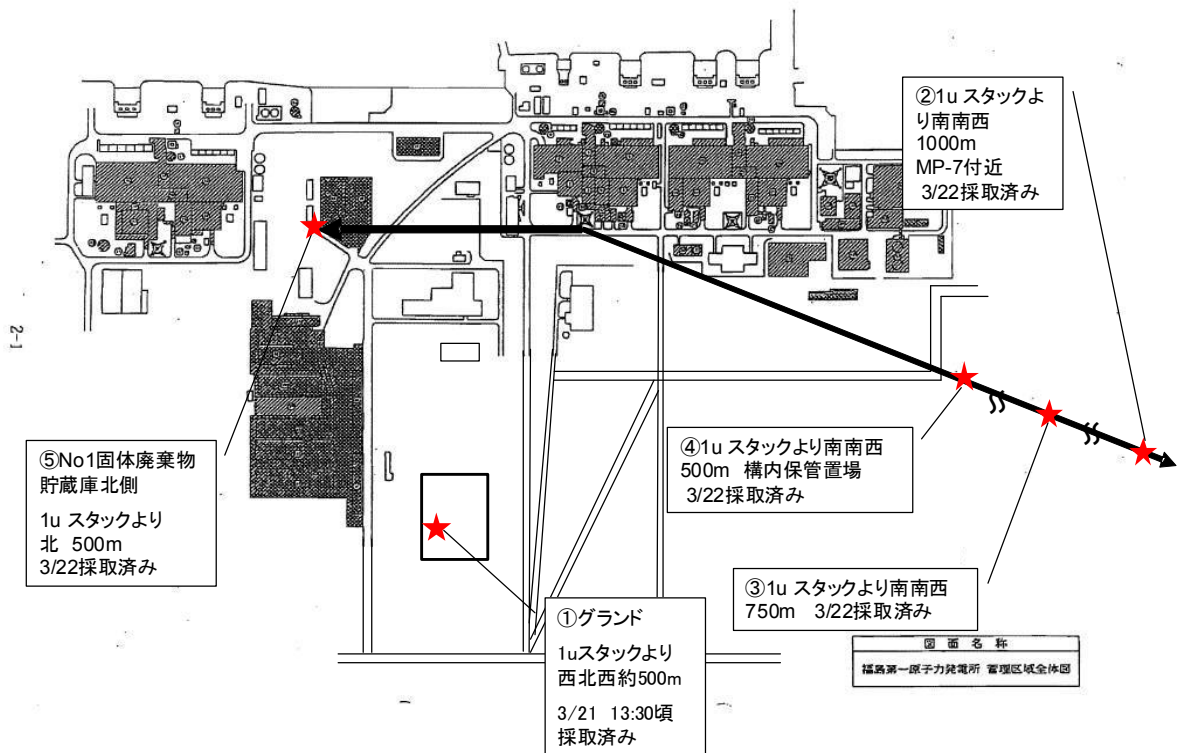 ②1u スタックよ
り南南西
1000m
MP-7付近
3/22採取済み
2-1
④1u スタックより南南西
500m 構内保管置場
3/22採取済み
⑤No1固体廃棄物
貯蔵庫北側
1u スタックより
北 500m
3/22採取済み
③1u スタックより南南西
750m 3/22採取済み
①グランド
1uスタックより
西北西約500m
3/21 13:30頃
採取済み
図面名称
福島第一原子力発電所 管理区域全体図